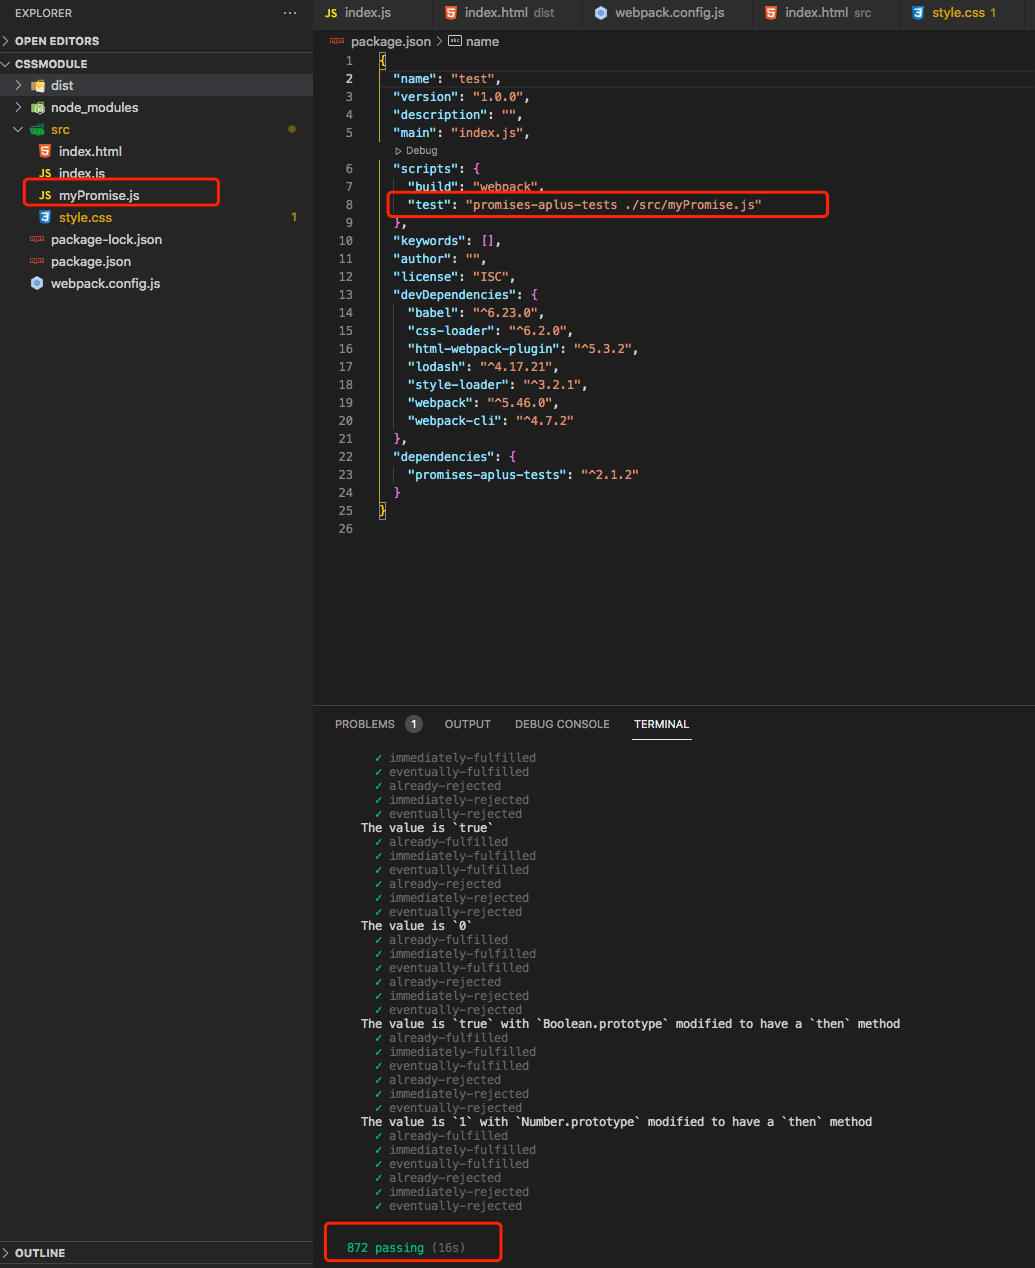 EXPLORER
OPEN EDITORS
CSSMODULE
dist
node_modules
src
index.html
index.js
myPromise.js
style.css 1
package-lock.json
package.json
webpack.config.js
OUTLINE
JS index.js
index.html dist
webpack.config.js
index.html src
style.css 1
package.json > name
1 {
2 "name": "test",
3 "version": "1.0.0",
4 "description": "",
5 "main": "index.js",
Debug
6 "scripts": {
7 "build": "webpack",
8 "test": "promises-aplus-tests ./src/myPromise.js"
9 },
10 "keywords": [],
11 "author": "",
12 "license": "ISC",
13 "devDependencies": {
14 "babel": "^6.23.0",
15 "css-loader": "^6.2.0",
16 "html-webpack-plugin": "^5.3.2",
17 "lodash": "^4.17.21",
18 "style-loader": "^3.2.1",
19 "webpack": "^5.46.0",
20 "webpack-cli": "^4.7.2"
21 },
22 "dependencies": {
23 "promises-aplus-tests": "^2.1.2"
24 }
25 }
26
PROBLEMS 1 OUTPUT DEBUG CONSOLE TERMINAL
✓ immediately-fulfilled
✓ eventually-fulfilled
✓ already-rejected
✓ immediately-rejected
✓ eventually-rejected
The value is `true`
✓ already-fulfilled
✓ immediately-fulfilled
✓ eventually-fulfilled
✓ already-rejected
✓ immediately-rejected
✓ eventually-rejected
The value is `0`
✓ already-fulfilled
✓ immediately-fulfilled
✓ eventually-fulfilled
✓ already-rejected
✓ immediately-rejected
✓ eventually-rejected
The value is `true` with `Boolean.prototype` modified to have a `then` method
✓ already-fulfilled
✓ immediately-fulfilled
✓ eventually-fulfilled
✓ already-rejected
✓ immediately-rejected
✓ eventually-rejected
The value is `1` with `Number.prototype` modified to have a `then` method
✓ already-fulfilled
✓ immediately-fulfilled
✓ eventually-fulfilled
✓ already-rejected
✓ immediately-rejected
✓ eventually-rejected
872 passing (16s)